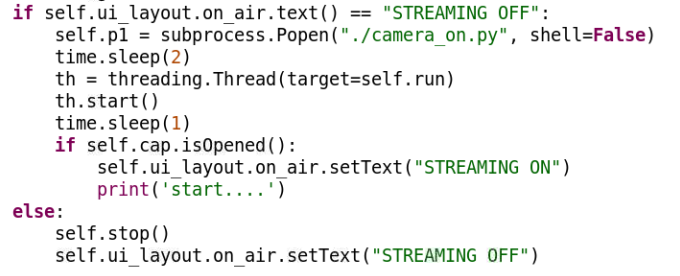 if self.ui_layout.on_air.text() == "STREAMING OFF":
    self.p1 = subprocess.Popen("./camera_on.py", shell=False)
    time.sleep(2)
    th = threading.Thread(target=self.run)
    th.start()
    time.sleep(1)
    if self.cap.isOpened():
        self.ui_layout.on_air.setText("STREAMING ON")
        print('start....')
else:
    self.stop()
    self.ui_layout.on_air.setText("STREAMING OFF")